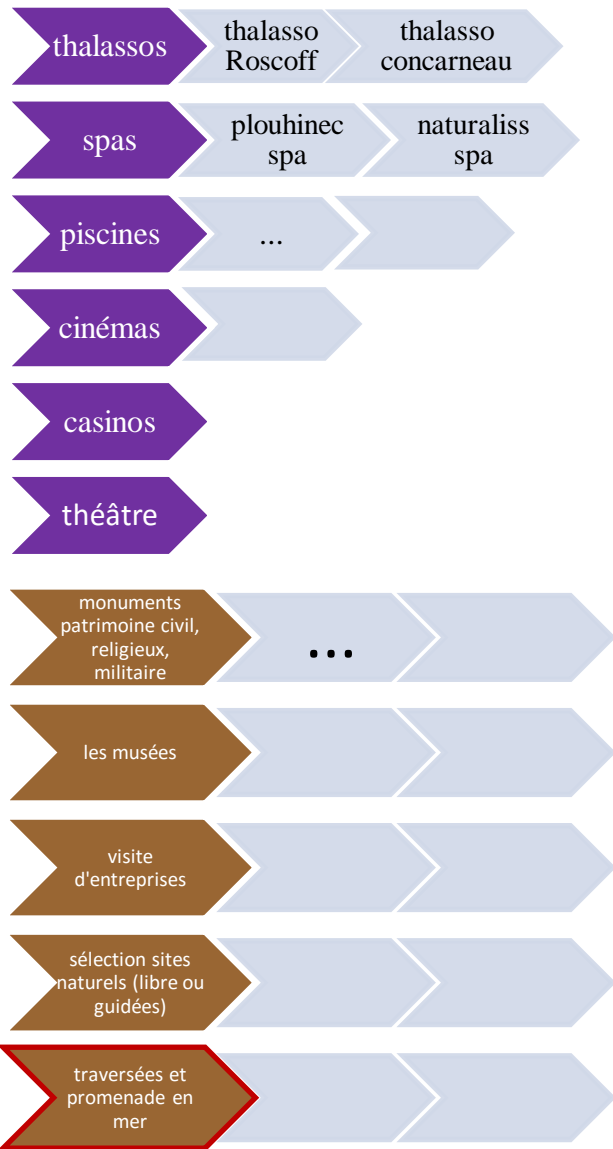 thalassos
thalasso
Roscoff
thalasso
concarneau
spas
plouhinec
spa
naturaliss
spa
piscines
...
cinémas
casinos
théâtre
monuments
patrimoine civil,
religieux,
militaire
...
les musées
visite
d'entreprises
sélection sites
naturels (libre ou
guidées)
traversées et
promenade en
mer